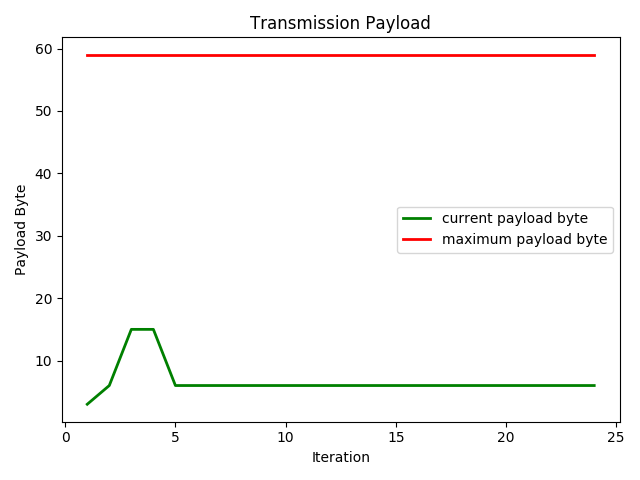 Transmission Payload
60
50
40
30
20
10
Payload Byte
current payload byte
maximum payload byte
0 5 10 15 20 25
Iteration